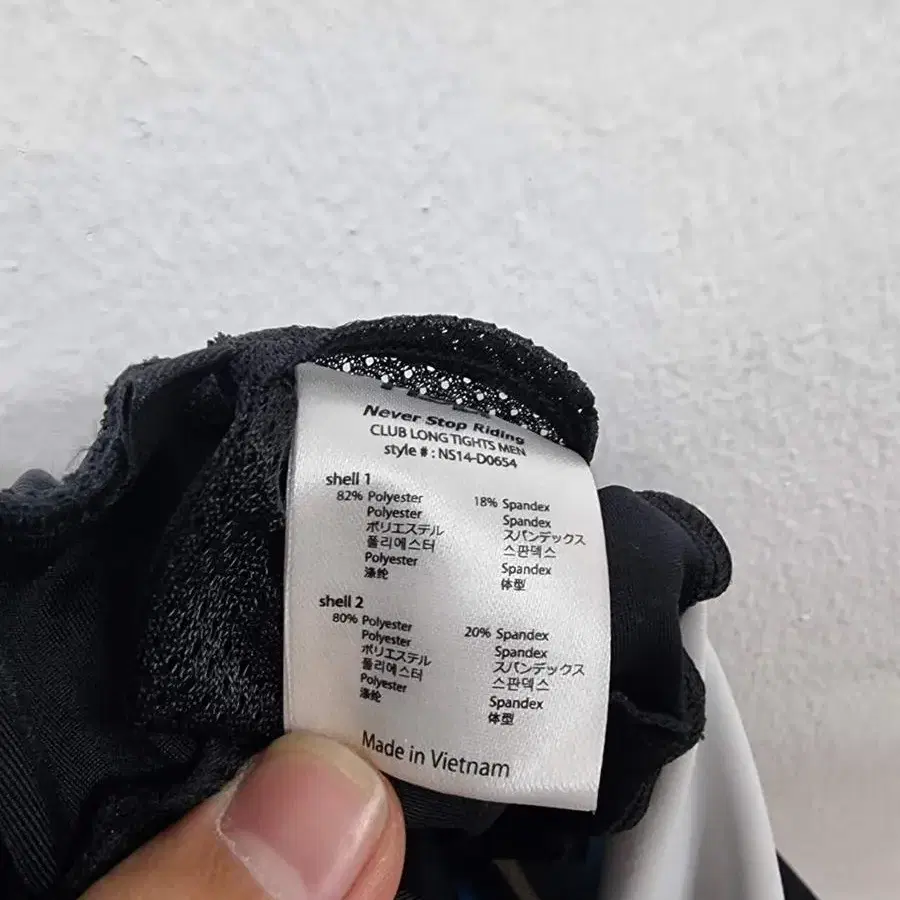 Never Stop Riding
CLUB LONG TIGHTS MEN
style # : NS14-D0654
shell 1
82% Polyester 18% Spandex
Polyester Spandex
ポリエステル スパンデックス
폴리에스터 스판덱스
Polyester Spandex
涤纶 体型
shell 2
80% Polyester 20% Spandex
Polyester Spandex
ポリエステル スパンデックス
폴리에스터 스판덱스
Polyester Spandex
涤纶 体型
Made in Vietnam